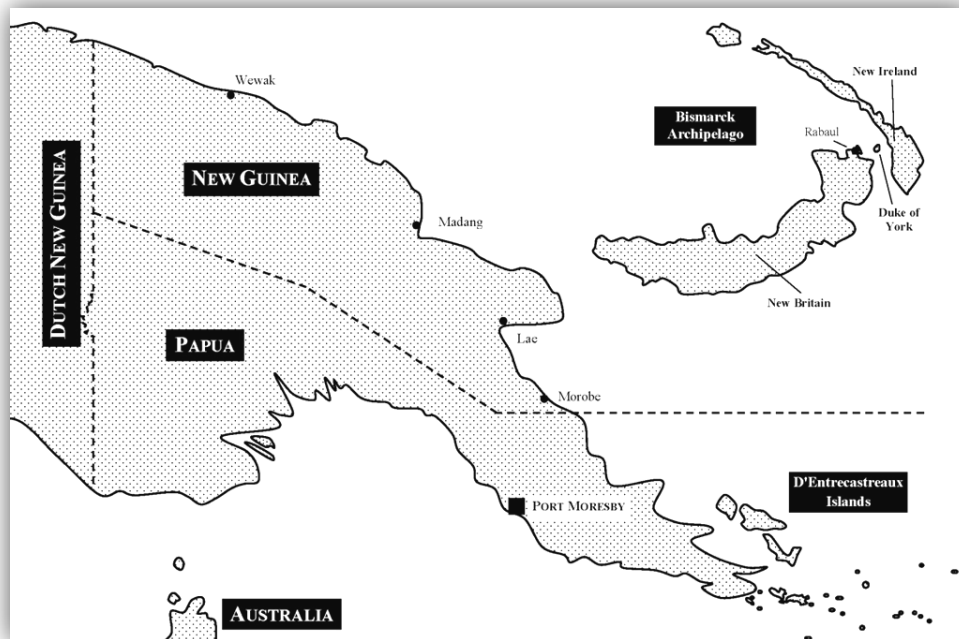 Wewak
New Ireland
Bismarck
Archipelago
Rabaul
DUTCH NEW GUINEA
NEW GUINEA
Madang
Duke of
York
New Britain
Lae
PAPUA
Morobe
D'Entrecastreaux
Islands
PORT MORESBY
AUSTRALIA